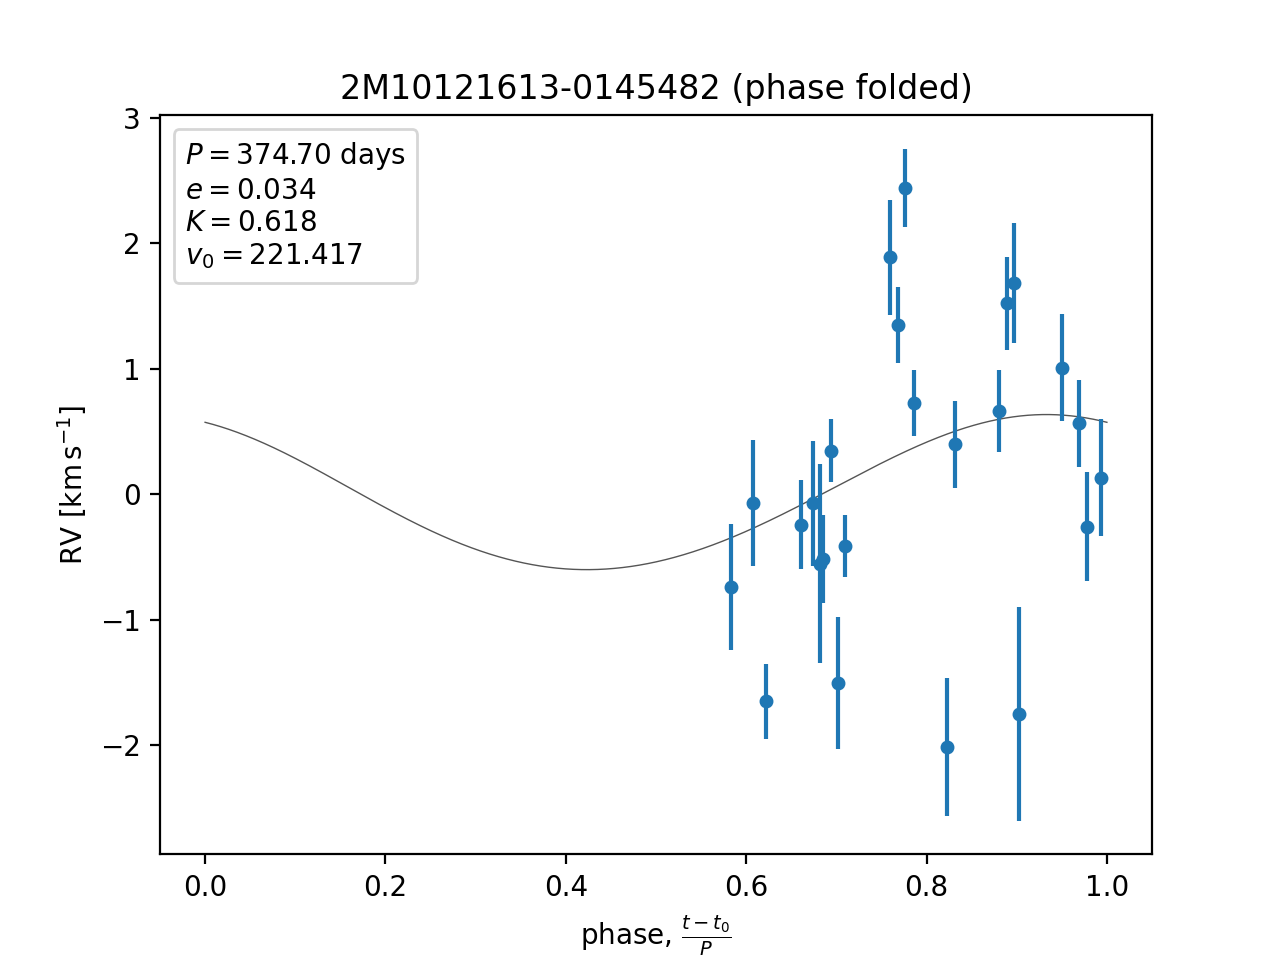 2M10121613-0145482 (phase folded)
P = 374.70 days
e = 0.034
K = 0.618
v₀ = 221.417
3
2
1
0
−1
−2
RV [km s⁻¹]
0.0 0.2 0.4 0.6 0.8 1.0
phase, (t − t₀)/P